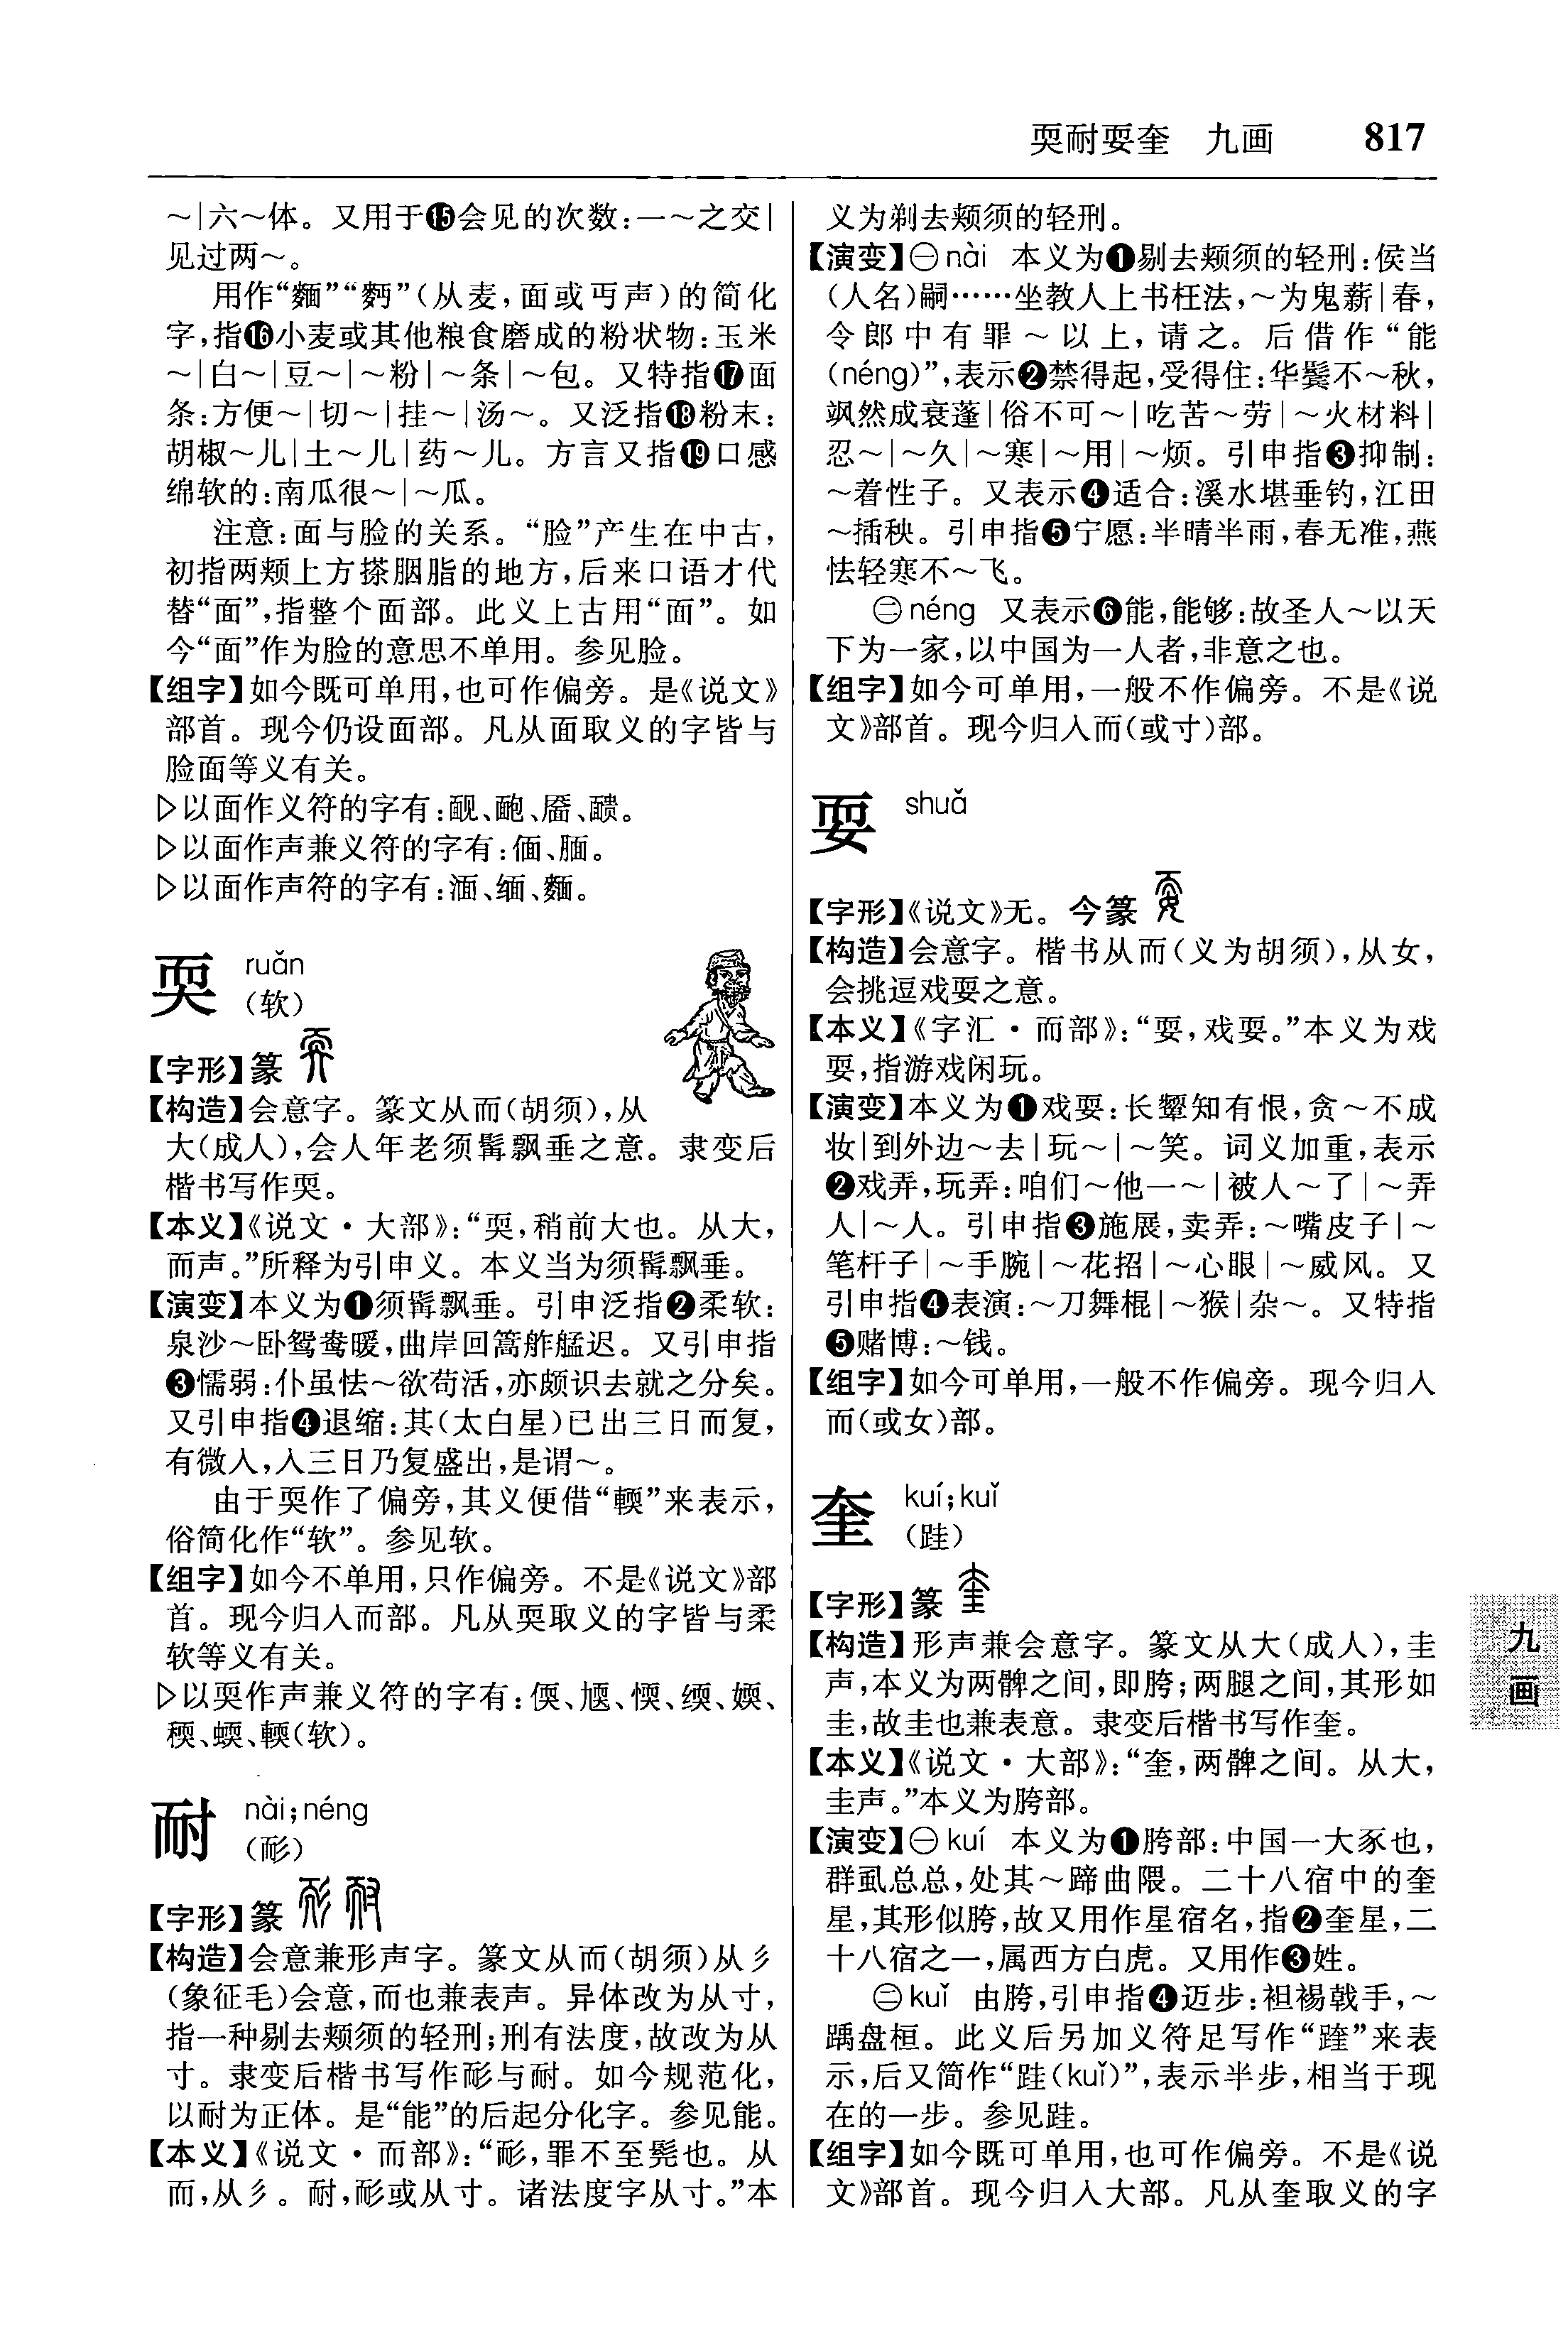 耎耐耍奎 九画 817
～|六～体。又用于⓯会见的次数:一～之交|
见过两～。
用作“麵”“麪”(从麦,面或丏声)的简化
字,指⓰小麦或其他粮食磨成的粉状物:玉米
～|白～|豆～|～粉|～条|～包。又特指⓱面
条:方便～|切～|挂～|汤～。又泛指⓲粉末:
胡椒～儿|土～儿|药～儿。方言又指⓳口感
绵软的:南瓜很～|～瓜。
注意:面与脸的关系。“脸”产生在中古,
初指两颊上方搽胭脂的地方,后来口语才代
替“面”,指整个面部。此义上古用“面”。如
今“面”作为脸的意思不单用。参见脸。
【组字】如今既可单用,也可作偏旁。是《说文》
部首。现今仍设面部。凡从面取义的字皆与
脸面等义有关。
▷以面作义符的字有:靦、皰、靥、靧。
▷以面作声兼义符的字有:偭、腼。
▷以面作声符的字有:湎、缅、麵。
耎 ruǎn
(软)
【字形】篆
【构造】会意字。篆文从而(胡须),从
大(成人),会人年老须髯飘垂之意。隶变后
楷书写作耎。
【本义】《说文·大部》:“耎,稍前大也。从大,
而声。”所释为引申义。本义当为须髯飘垂。
【演变】本义为❶须髯飘垂。引申泛指❷柔软:
泉沙～卧鸳鸯暖,曲岸回篙舴艋迟。又引申指
❸懦弱:仆虽怯～欲苟活,亦颇识去就之分矣。
又引申指❹退缩:其(太白星)已出三日而复,
有微入,入三日乃复盛出,是谓～。
由于耎作了偏旁,其义便借“輭”来表示,
俗简化作“软”。参见软。
【组字】如今不单用,只作偏旁。不是《说文》部
首。现今归入而部。凡从耎取义的字皆与柔
软等义有关。
▷以耎作声兼义符的字有:偄、𡯵、愞、緛、媆、
稬、蝡、輭(软)。
耐 nài;néng
(耏)
【字形】篆
【构造】会意兼形声字。篆文从而(胡须)从彡
(象征毛)会意,而也兼表声。异体改为从寸,
指一种剔去颊须的轻刑;刑有法度,故改为从
寸。隶变后楷书写作耏与耐。如今规范化,
以耐为正体。是“能”的后起分化字。参见能。
【本义】《说文·而部》:“耏,罪不至髡也。从
而,从彡。耐,耏或从寸。诸法度字从寸。”本
义为剃去颊须的轻刑。
【演变】㊀nài 本义为❶剔去颊须的轻刑:侯当
(人名)嗣……坐教人上书枉法,～为鬼薪|春,
令郎中有罪～以上,请之。后借作“能
(néng)”,表示❷禁得起,受得住:华鬓不～秋,
飒然成衰蓬|俗不可～|吃苦～劳|～火材料|
忍～|～久|～寒|～用|～烦。引申指❸抑制:
～着性子。又表示❹适合:溪水堪垂钓,江田
～插秧。引申指❺宁愿:半晴半雨,春无准,燕
怯轻寒不～飞。
㊁néng 又表示❻能,能够:故圣人～以天
下为一家,以中国为一人者,非意之也。
【组字】如今可单用,一般不作偏旁。不是《说
文》部首。现今归入而(或寸)部。
耍 shuǎ
【字形】《说文》无。今篆
【构造】会意字。楷书从而(义为胡须),从女,
会挑逗戏耍之意。
【本义】《字汇·而部》:“耍,戏耍。”本义为戏
耍,指游戏闲玩。
【演变】本义为❶戏耍:长颦知有恨,贪～不成
妆|到外边～去|玩～|～笑。词义加重,表示
❷戏弄,玩弄:咱们～他一～|被人～了|～弄
人|～人。引申指❸施展,卖弄:～嘴皮子|～
笔杆子|～手腕|～花招|～心眼|～威风。又
引申指❹表演:～刀舞棍|～猴|杂～。又特指
❺赌博:～钱。
【组字】如今可单用,一般不作偏旁。现今归入
而(或女)部。
奎 kuí;kuǐ
(跬)
【字形】篆
【构造】形声兼会意字。篆文从大(成人),圭
声,本义为两髀之间,即胯;两腿之间,其形如
圭,故圭也兼表意。隶变后楷书写作奎。
【本义】《说文·大部》:“奎,两髀之间。从大,
圭声。”本义为胯部。
【演变】㊀kuí 本义为❶胯部:中国一大豕也,
群虱总总,处其～蹄曲隈。二十八宿中的奎
星,其形似胯,故又用作星宿名,指❷奎星,二
十八宿之一,属西方白虎。又用作❸姓。
㊁kuǐ 由胯,引申指❹迈步:袒裼戟手,～
踽盘桓。此义后另加义符足写作“蹅”来表
示,后又简作“跬(kuǐ)”,表示半步,相当于现
在的一步。参见跬。
【组字】如今既可单用,也可作偏旁。不是《说
文》部首。现今归入大部。凡从奎取义的字
九
画